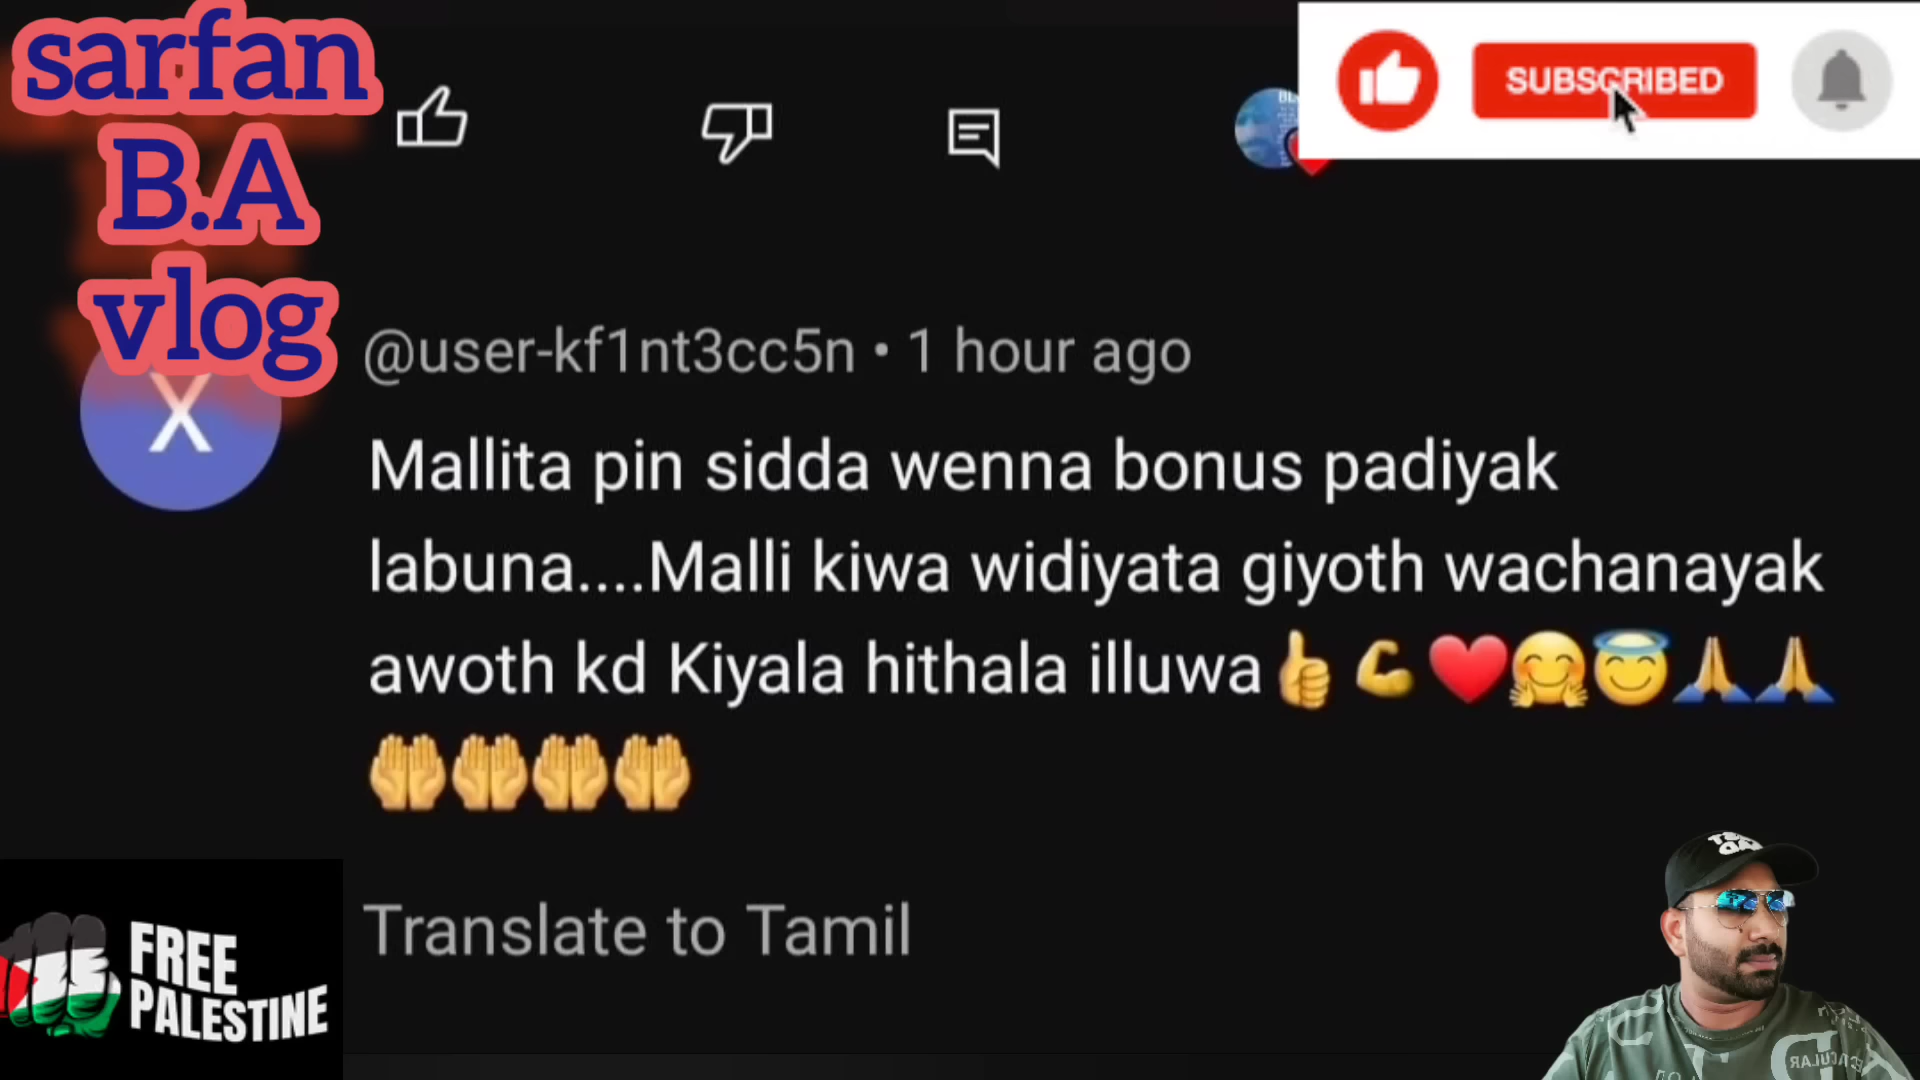 sarfan
B.A
vlog
SUBSCRIBED
X
@user-kf1nt3cc5n • 1 hour ago
Mallita pin sidda wenna bonus padiyak
labuna....Malli kiwa widiyata giyoth wachanayak
awoth kd Kiyala hithala illuwa👍💪❤️🤗😇🙏🙏
🤲🤲🤲🤲
Translate to Tamil
FREE
PALESTINE